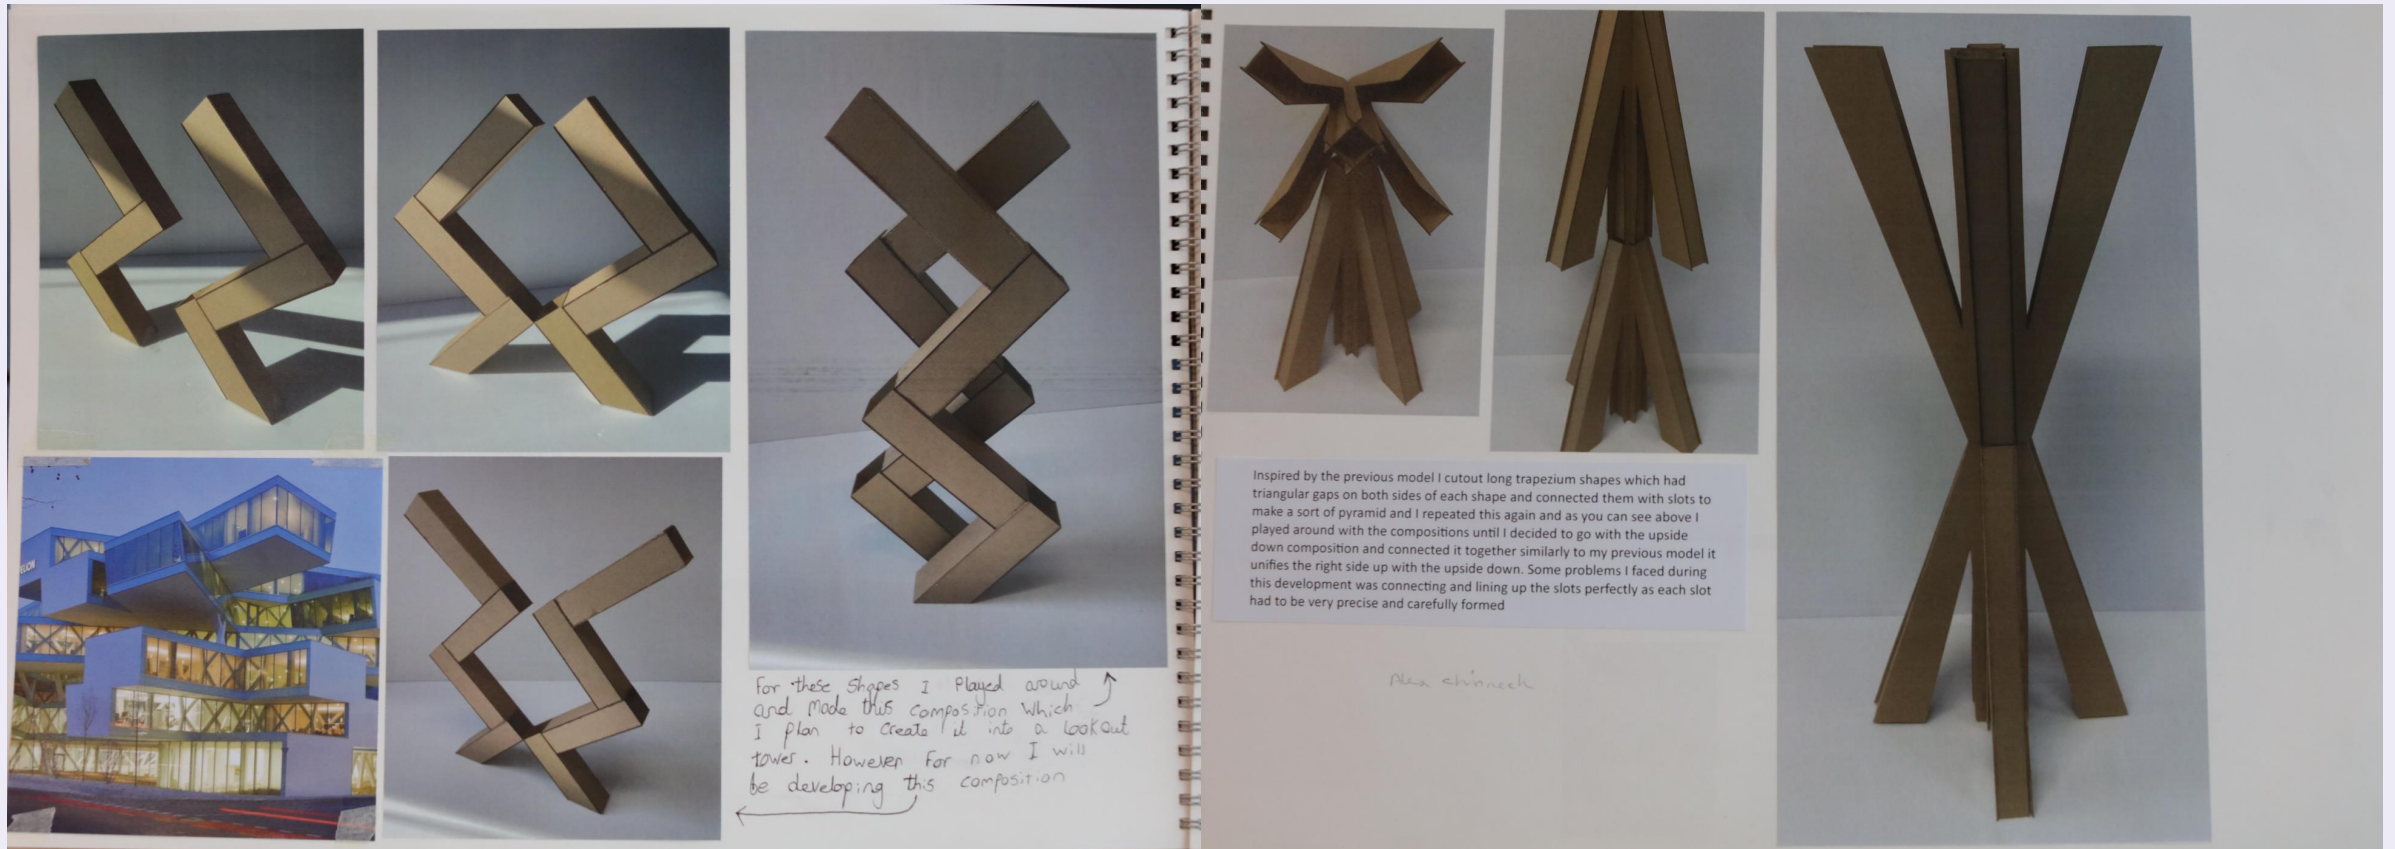 For these shapes I Played around
and Made this composition which
I plan to create it into a lookout
tower. However for now I will
be developing this composition
Inspired by the previous model I cutout long trapezium shapes which had
triangular gaps on both sides of each shape and connected them with slots to
make a sort of pyramid and I repeated this again and as you can see above I
played around with the compositions until I decided to go with the upside
down composition and connected it together similarly to my previous model it
unifies the right side up with the upside down. Some problems I faced during
this development was connecting and lining up the slots perfectly as each slot
had to be very precise and carefully formed
Alex chinneck